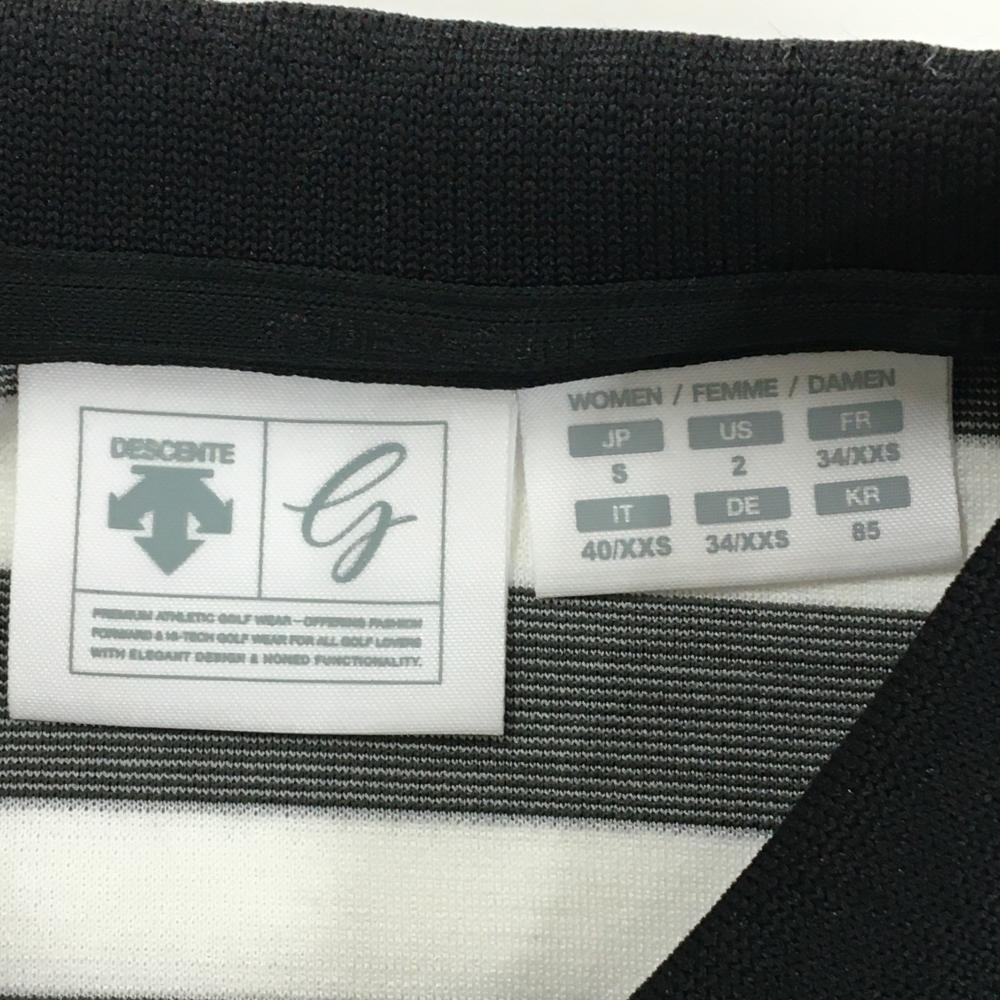 DESCENTE
G
PREMIUM ATHLETIC GOLF WEAR—OFFERING FASHION
FORWARD & HI-TECH GOLF WEAR FOR ALL GOLF LOVERS
WITH ELEGANT DESIGN & HONED FUNCTIONALITY.
WOMEN / FEMME / DAMEN
JP US FR
S 2 34/XXS
IT DE KR
40/XXS 34/XXS 85